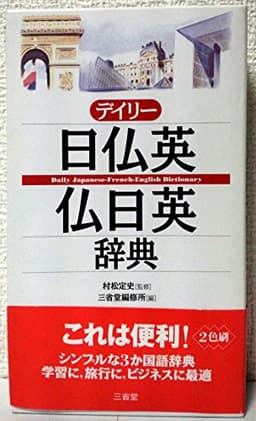 デイリー
日仏英
Daily Japanese-French-English Dictionary
仏日英
辞典
村松定史[監修]
三省堂編修所[編]
これは便利! 2色刷
シンプルな3か国語辞典
学習に,旅行に,ビジネスに最適
三省堂